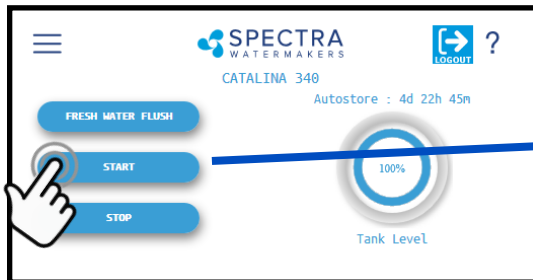 SPECTRA
WATERMAKERS
LOGOUT
?
CATALINA 340
Autostore : 4d 22h 45m
FRESH WATER FLUSH
START
100%
STOP
Tank Level